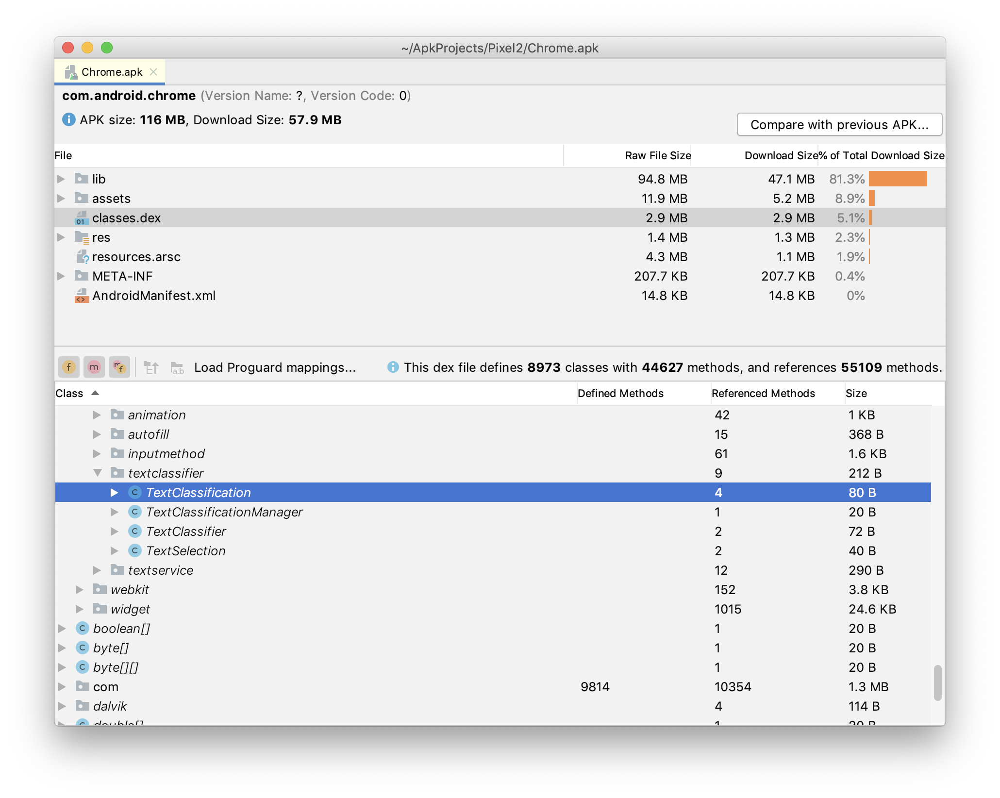 ~/ApkProjects/Pixel2/Chrome.apk
Chrome.apk
com.android.chrome (Version Name: ?, Version Code: 0)
APK size: 116 MB, Download Size: 57.9 MB
Compare with previous APK...
File Raw File Size Download Size % of Total Download Size
lib 94.8 MB 47.1 MB 81.3%
assets 11.9 MB 5.2 MB 8.9%
01 classes.dex 2.9 MB 2.9 MB 5.1%
res 1.4 MB 1.3 MB 2.3%
? resources.arsc 4.3 MB 1.1 MB 1.9%
META-INF 207.7 KB 207.7 KB 0.4%
<> AndroidManifest.xml 14.8 KB 14.8 KB 0%
f m m f a.b Load Proguard mappings... i This dex file defines 8973 classes with 44627 methods, and references 55109 methods.
Class Defined Methods Referenced Methods Size
animation 42 1 KB
autofill 15 368 B
inputmethod 61 1.6 KB
textclassifier 9 212 B
C TextClassification 4 80 B
C TextClassificationManager 1 20 B
C TextClassifier 2 72 B
C TextSelection 2 40 B
textservice 12 290 B
webkit 152 3.8 KB
widget 1015 24.6 KB
C boolean[] 1 20 B
C byte[] 1 20 B
C byte[][] 1 20 B
com 9814 10354 1.3 MB
dalvik 4 114 B
C double[] 1 20 B